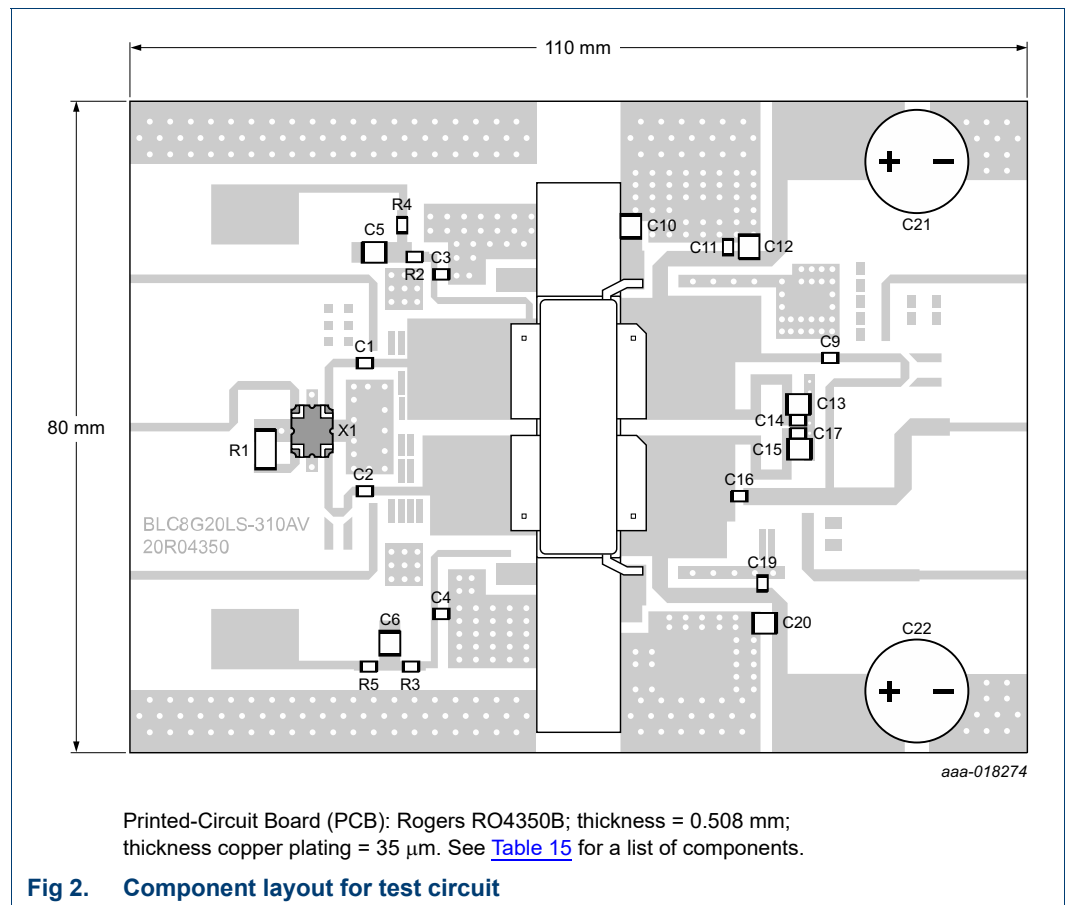 110 mm
80 mm
C21
R4
C5
C10
C11
C12
R2
C3
C1
C9
C13
C14
C17
C15
X1
R1
C2
C16
BLC8G20LS-310AV
20R04350
C19
C4
C6
C20
C22
R5
R3
+ −
+ −
aaa-018274
Printed-Circuit Board (PCB): Rogers RO4350B; thickness = 0.508 mm;
thickness copper plating = 35 μm. See Table 15 for a list of components.
Fig 2. Component layout for test circuit